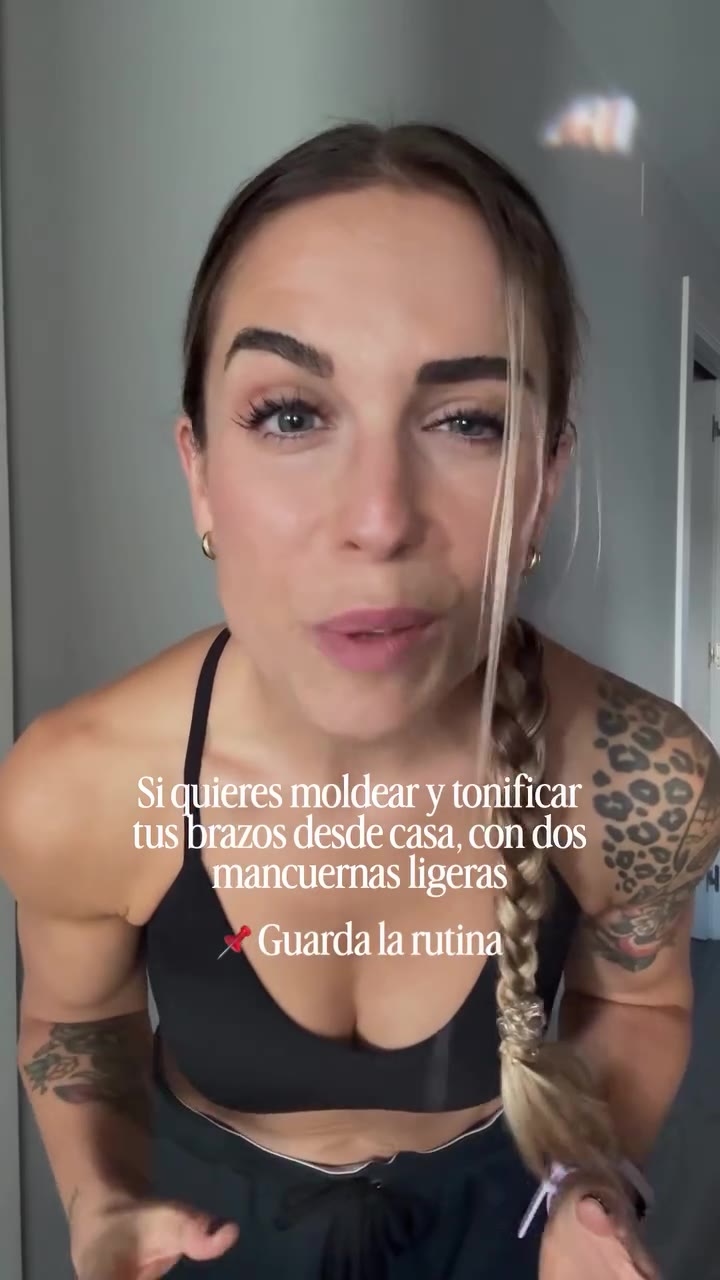 Si quieres moldear y tonificar
tus brazos desde casa, con dos
mancuernas ligeras
📌 Guarda la rutina